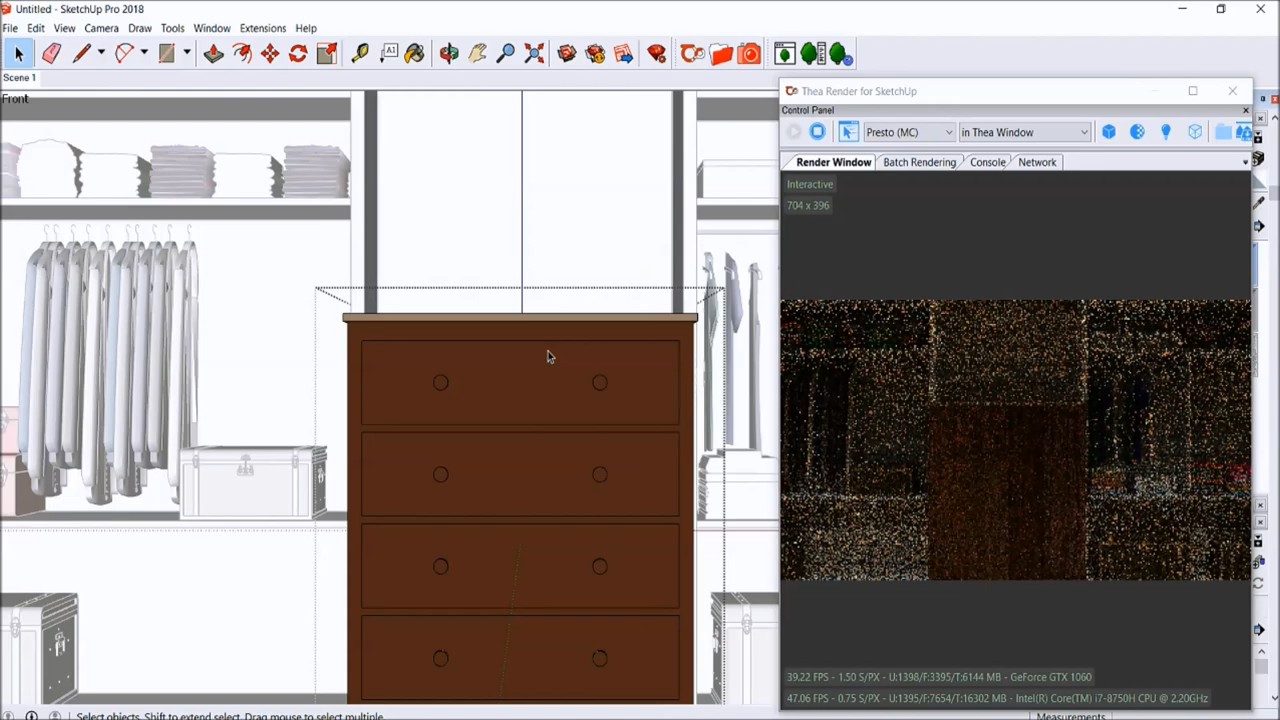 Untitled - SketchUp Pro 2018
File Edit View Camera Draw Tools Window Extensions Help
A1
Scene 1
Front
Thea Render for SketchUp
Control Panel
Presto (MC) in Thea Window
Render Window Batch Rendering Console Network
Interactive
704 x 396
39.22 FPS - 1.50 S/PX - U:1398/F:3395/T:6144 MB - GeForce GTX 1060
47.06 FPS - 0.75 S/PX - U:1395/F:7654/T:16302 MB - Intel(R) Core(TM) i7-8750H CPU @ 2.20GHz
Select objects. Shift to extend select. Drag mouse to select multiple.
Measurements